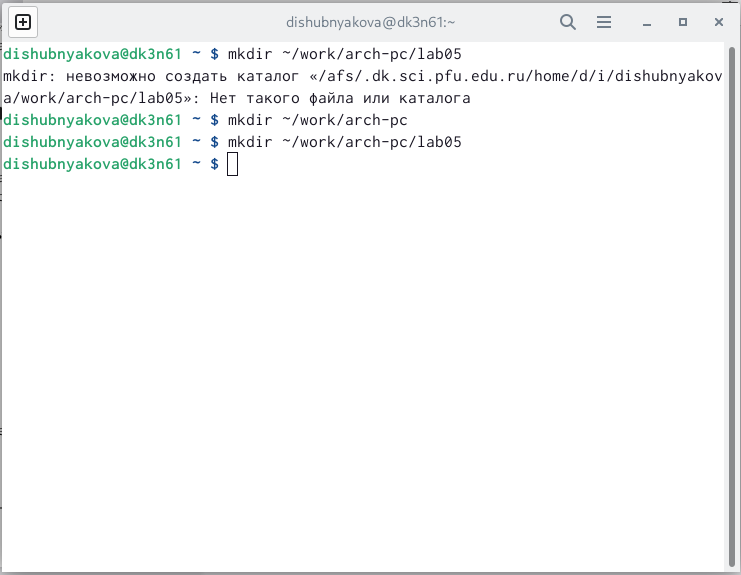 dishubnyakova@dk3n61:~
dishubnyakova@dk3n61 ~ $ mkdir ~/work/arch-pc/lab05
mkdir: невозможно создать каталог «/afs/.dk.sci.pfu.edu.ru/home/d/i/dishubnyakov
a/work/arch-pc/lab05»: Нет такого файла или каталога
dishubnyakova@dk3n61 ~ $ mkdir ~/work/arch-pc
dishubnyakova@dk3n61 ~ $ mkdir ~/work/arch-pc/lab05
dishubnyakova@dk3n61 ~ $